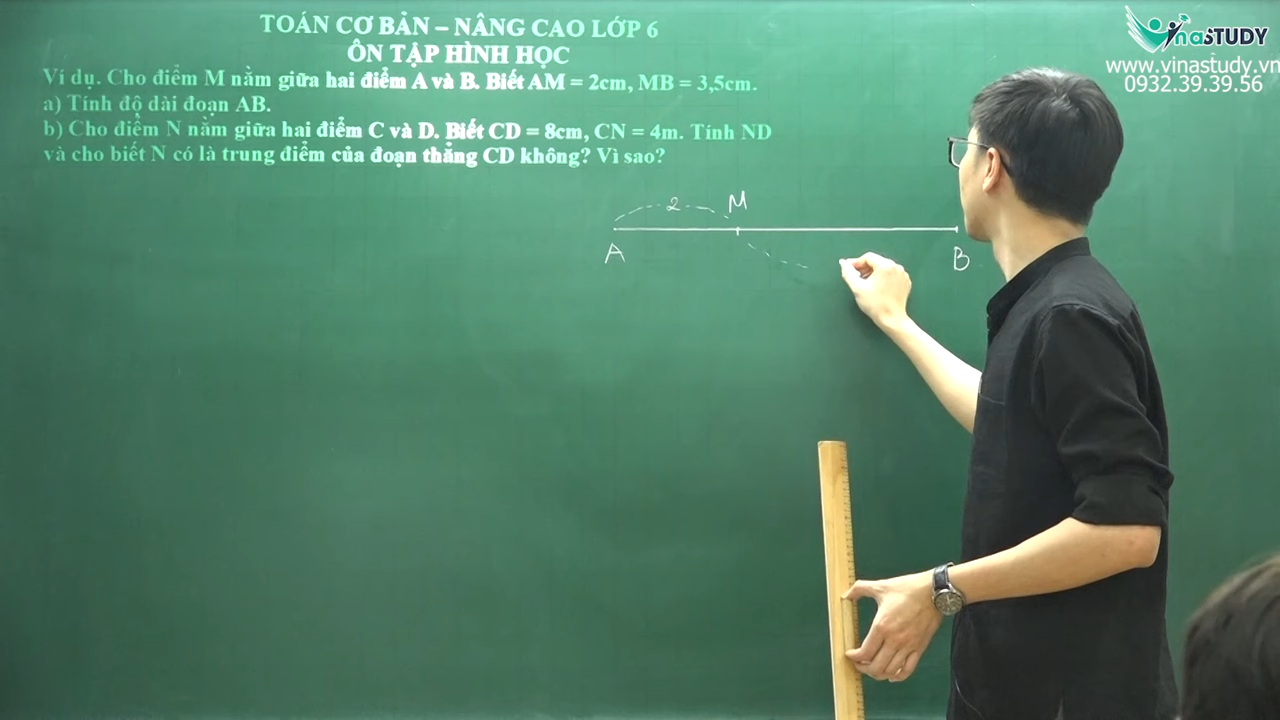 TOÁN CƠ BẢN – NÂNG CAO LỚP 6
ÔN TẬP HÌNH HỌC
Ví dụ. Cho điểm M nằm giữa hai điểm A và B. Biết AM = 2cm, MB = 3,5cm.
a) Tính độ dài đoạn AB.
b) Cho điểm N nằm giữa hai điểm C và D. Biết CD = 8cm, CN = 4m. Tính ND
và cho biết N có là trung điểm của đoạn thẳng CD không? Vì sao?
VinaSTUDY
www.vinastudy.vn
0932.39.39.56
2 M
A B